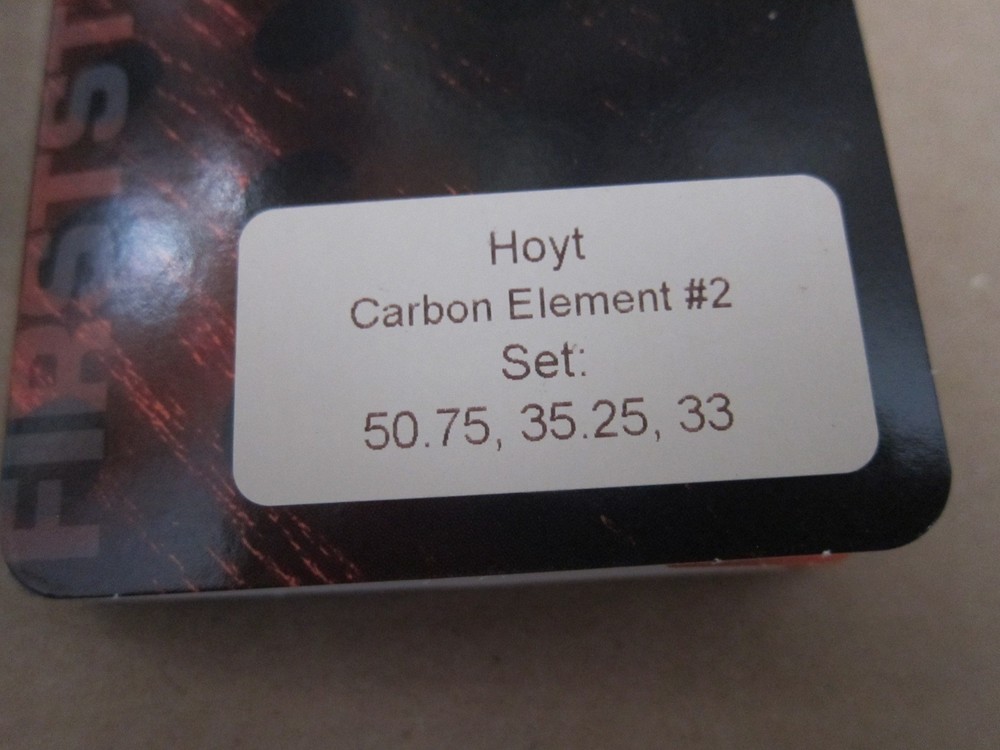 Hoyt
Carbon Element #2
Set:
50.75, 35.25, 33